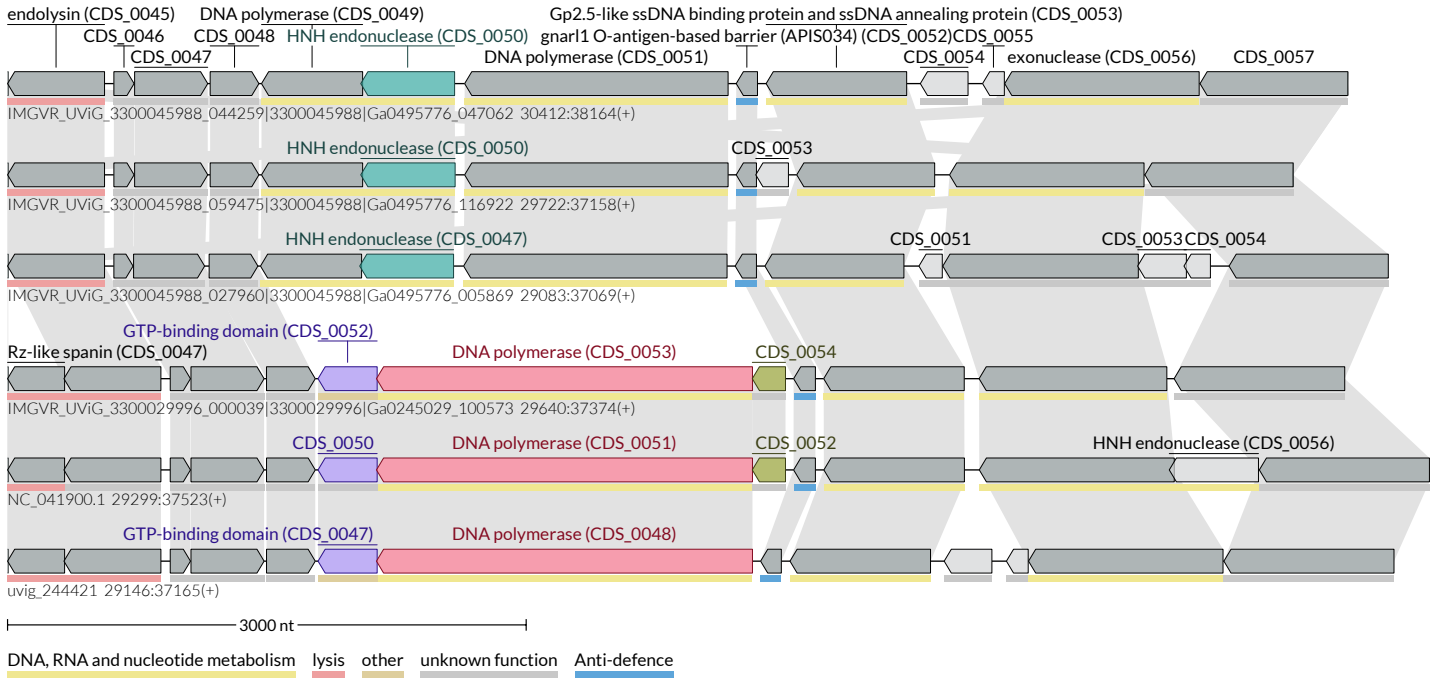 endolysin (CDS_0045) DNA polymerase (CDS_0049) Gp2.5-like ssDNA binding protein and ssDNA annealing protein (CDS_0053)
CDS_0046 CDS_0048 HNH endonuclease (CDS_0050) gnarl1 O-antigen-based barrier (APIS034) (CDS_0052) CDS_0055
CDS_0047 DNA polymerase (CDS_0051) CDS_0054 exonuclease (CDS_0056) CDS_0057
IMGVR_UViG_3300045988_044259|3300045988|Ga0495776_047062 30412:38164(+)
HNH endonuclease (CDS_0050) CDS_0053
IMGVR_UViG_3300045988_059475|3300045988|Ga0495776_116922 29722:37158(+)
HNH endonuclease (CDS_0047) CDS_0051 CDS_0053 CDS_0054
IMGVR_UViG_3300045988_027960|3300045988|Ga0495776_005869 29083:37069(+)
GTP-binding domain (CDS_0052)
Rz-like spanin (CDS_0047) DNA polymerase (CDS_0053) CDS_0054
IMGVR_UViG_3300029996_000039|3300029996|Ga0245029_100573 29640:37374(+)
CDS_0050 DNA polymerase (CDS_0051) CDS_0052 HNH endonuclease (CDS_0056)
NC_041900.1 29299:37523(+)
GTP-binding domain (CDS_0047) DNA polymerase (CDS_0048)
uvig_244421 29146:37165(+)
3000 nt
DNA, RNA and nucleotide metabolism lysis other unknown function Anti-defence